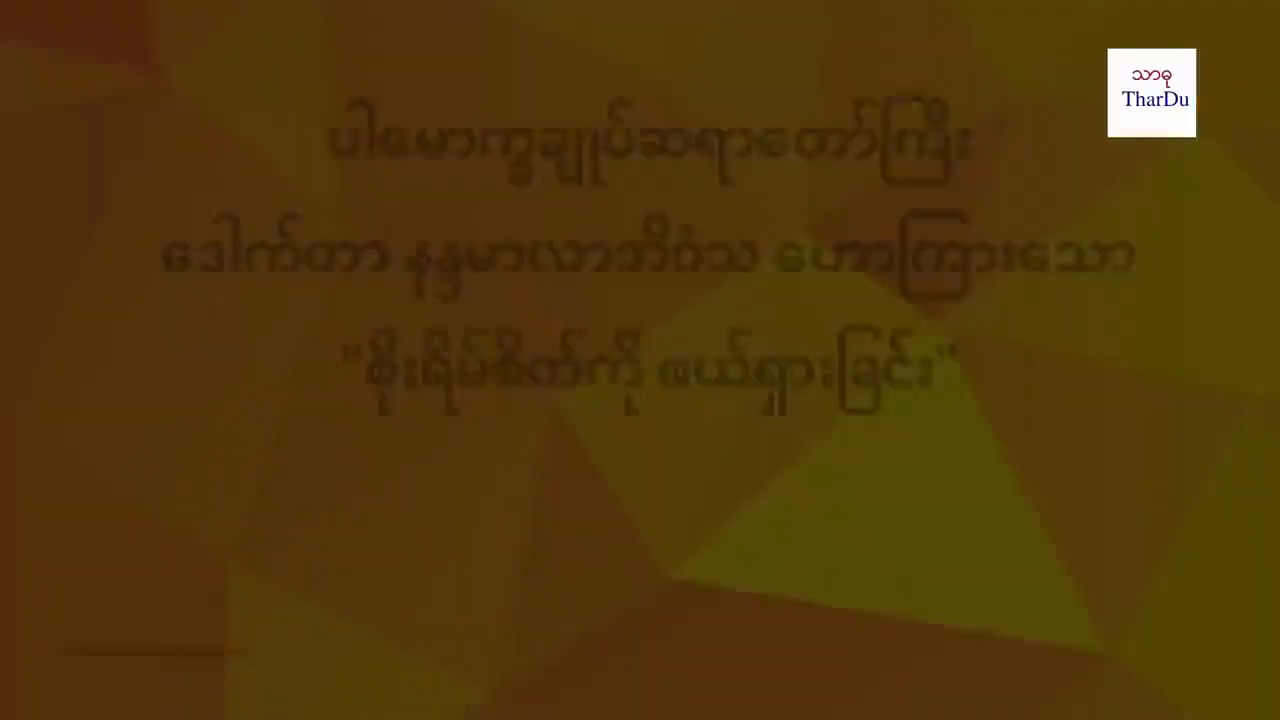 သာဓု
TharDu
ပါမောက္ခချုပ်ဆရာတော်ကြီး
ဒေါက်တာ နန္ဒမာလာဘိဝံသ ဟောကြားသော
"စိုးရိမ်စိတ်ကို ဖယ်ရှားခြင်း"